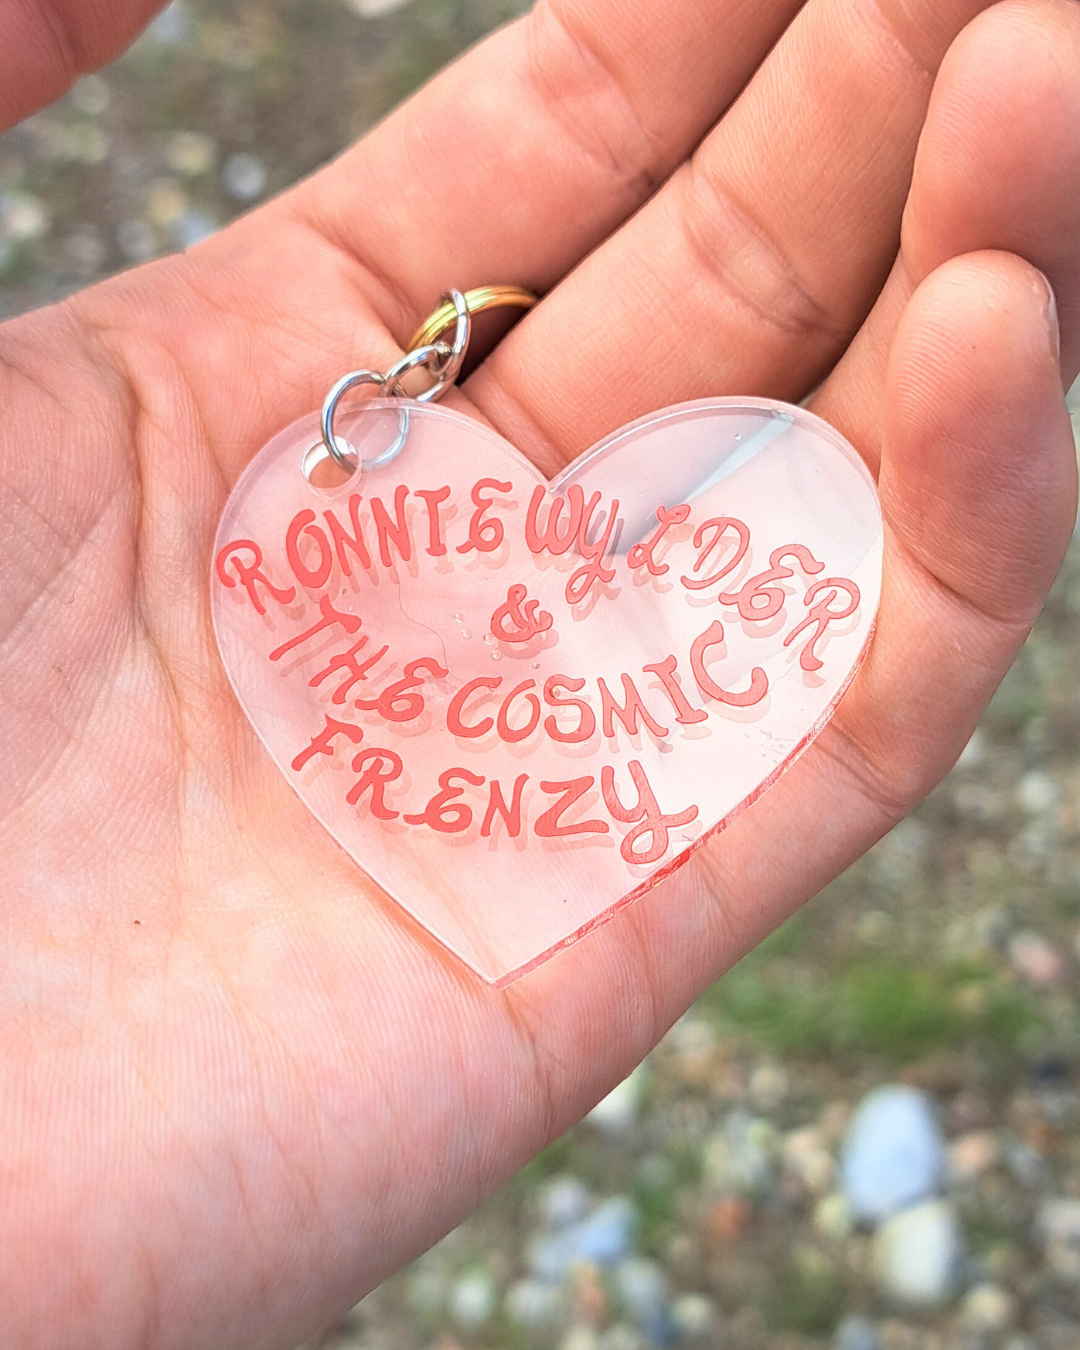 RONNIE WYLDER
&
THE COSMIC
FRENZY